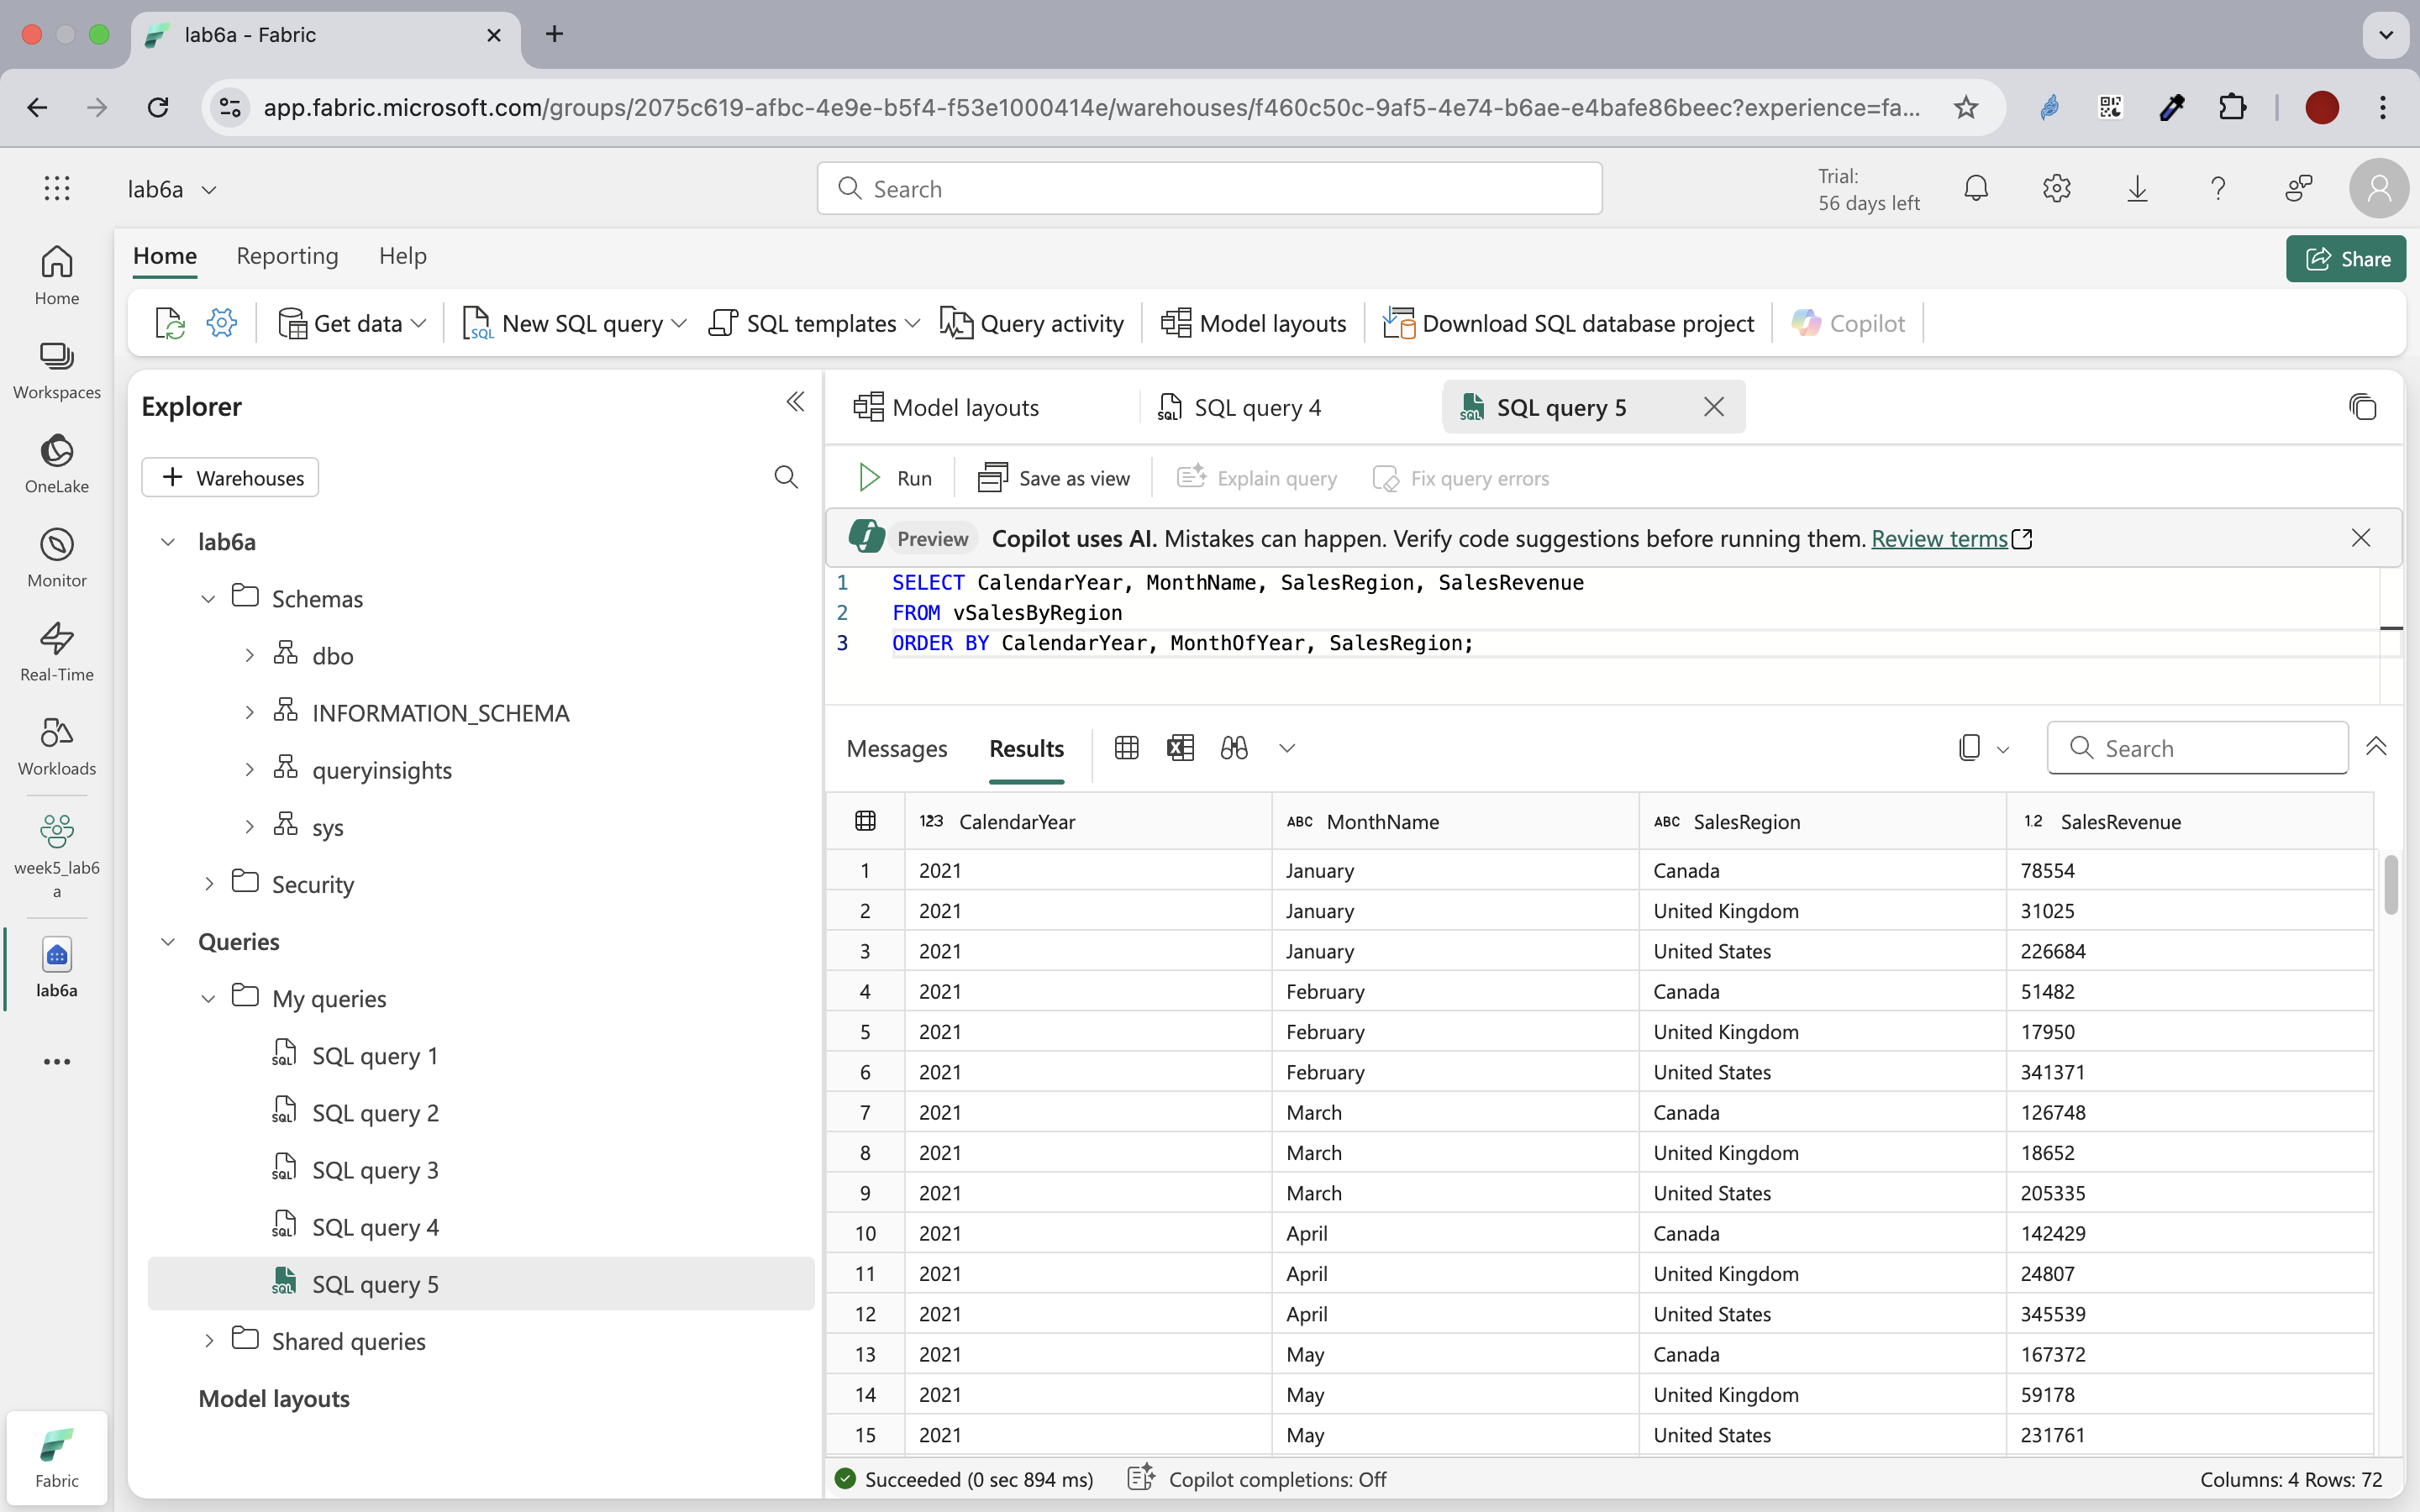 lab6a - Fabric
app.fabric.microsoft.com/groups/2075c619-afbc-4e9e-b5f4-f53e1000414e/warehouses/f460c50c-9af5-4e74-b6ae-e4bafe86beec?experience=fa...
lab6a
Search
Trial:
56 days left
Home
Reporting
Help
Share
Get data
New SQL query
SQL templates
Query activity
Model layouts
Download SQL database project
Copilot
Home
Workspaces
OneLake
Monitor
Real-Time
Workloads
week5_lab6
a
lab6a
Fabric
Explorer
Warehouses
lab6a
Schemas
dbo
INFORMATION_SCHEMA
queryinsights
sys
Security
Queries
My queries
SQL query 1
SQL query 2
SQL query 3
SQL query 4
SQL query 5
Shared queries
Model layouts
Model layouts
SQL query 4
SQL query 5
Run
Save as view
Explain query
Fix query errors
Preview Copilot uses AI. Mistakes can happen. Verify code suggestions before running them. Review terms
1 SELECT CalendarYear, MonthName, SalesRegion, SalesRevenue
2 FROM vSalesByRegion
3 ORDER BY CalendarYear, MonthOfYear, SalesRegion;
Messages
Results
Search
123 CalendarYear ABC MonthName ABC SalesRegion 1.2 SalesRevenue
1 2021 January Canada 78554
2 2021 January United Kingdom 31025
3 2021 January United States 226684
4 2021 February Canada 51482
5 2021 February United Kingdom 17950
6 2021 February United States 341371
7 2021 March Canada 126748
8 2021 March United Kingdom 18652
9 2021 March United States 205335
10 2021 April Canada 142429
11 2021 April United Kingdom 24807
12 2021 April United States 345539
13 2021 May Canada 167372
14 2021 May United Kingdom 59178
15 2021 May United States 231761
Succeeded (0 sec 894 ms)
Copilot completions: Off
Columns: 4 Rows: 72